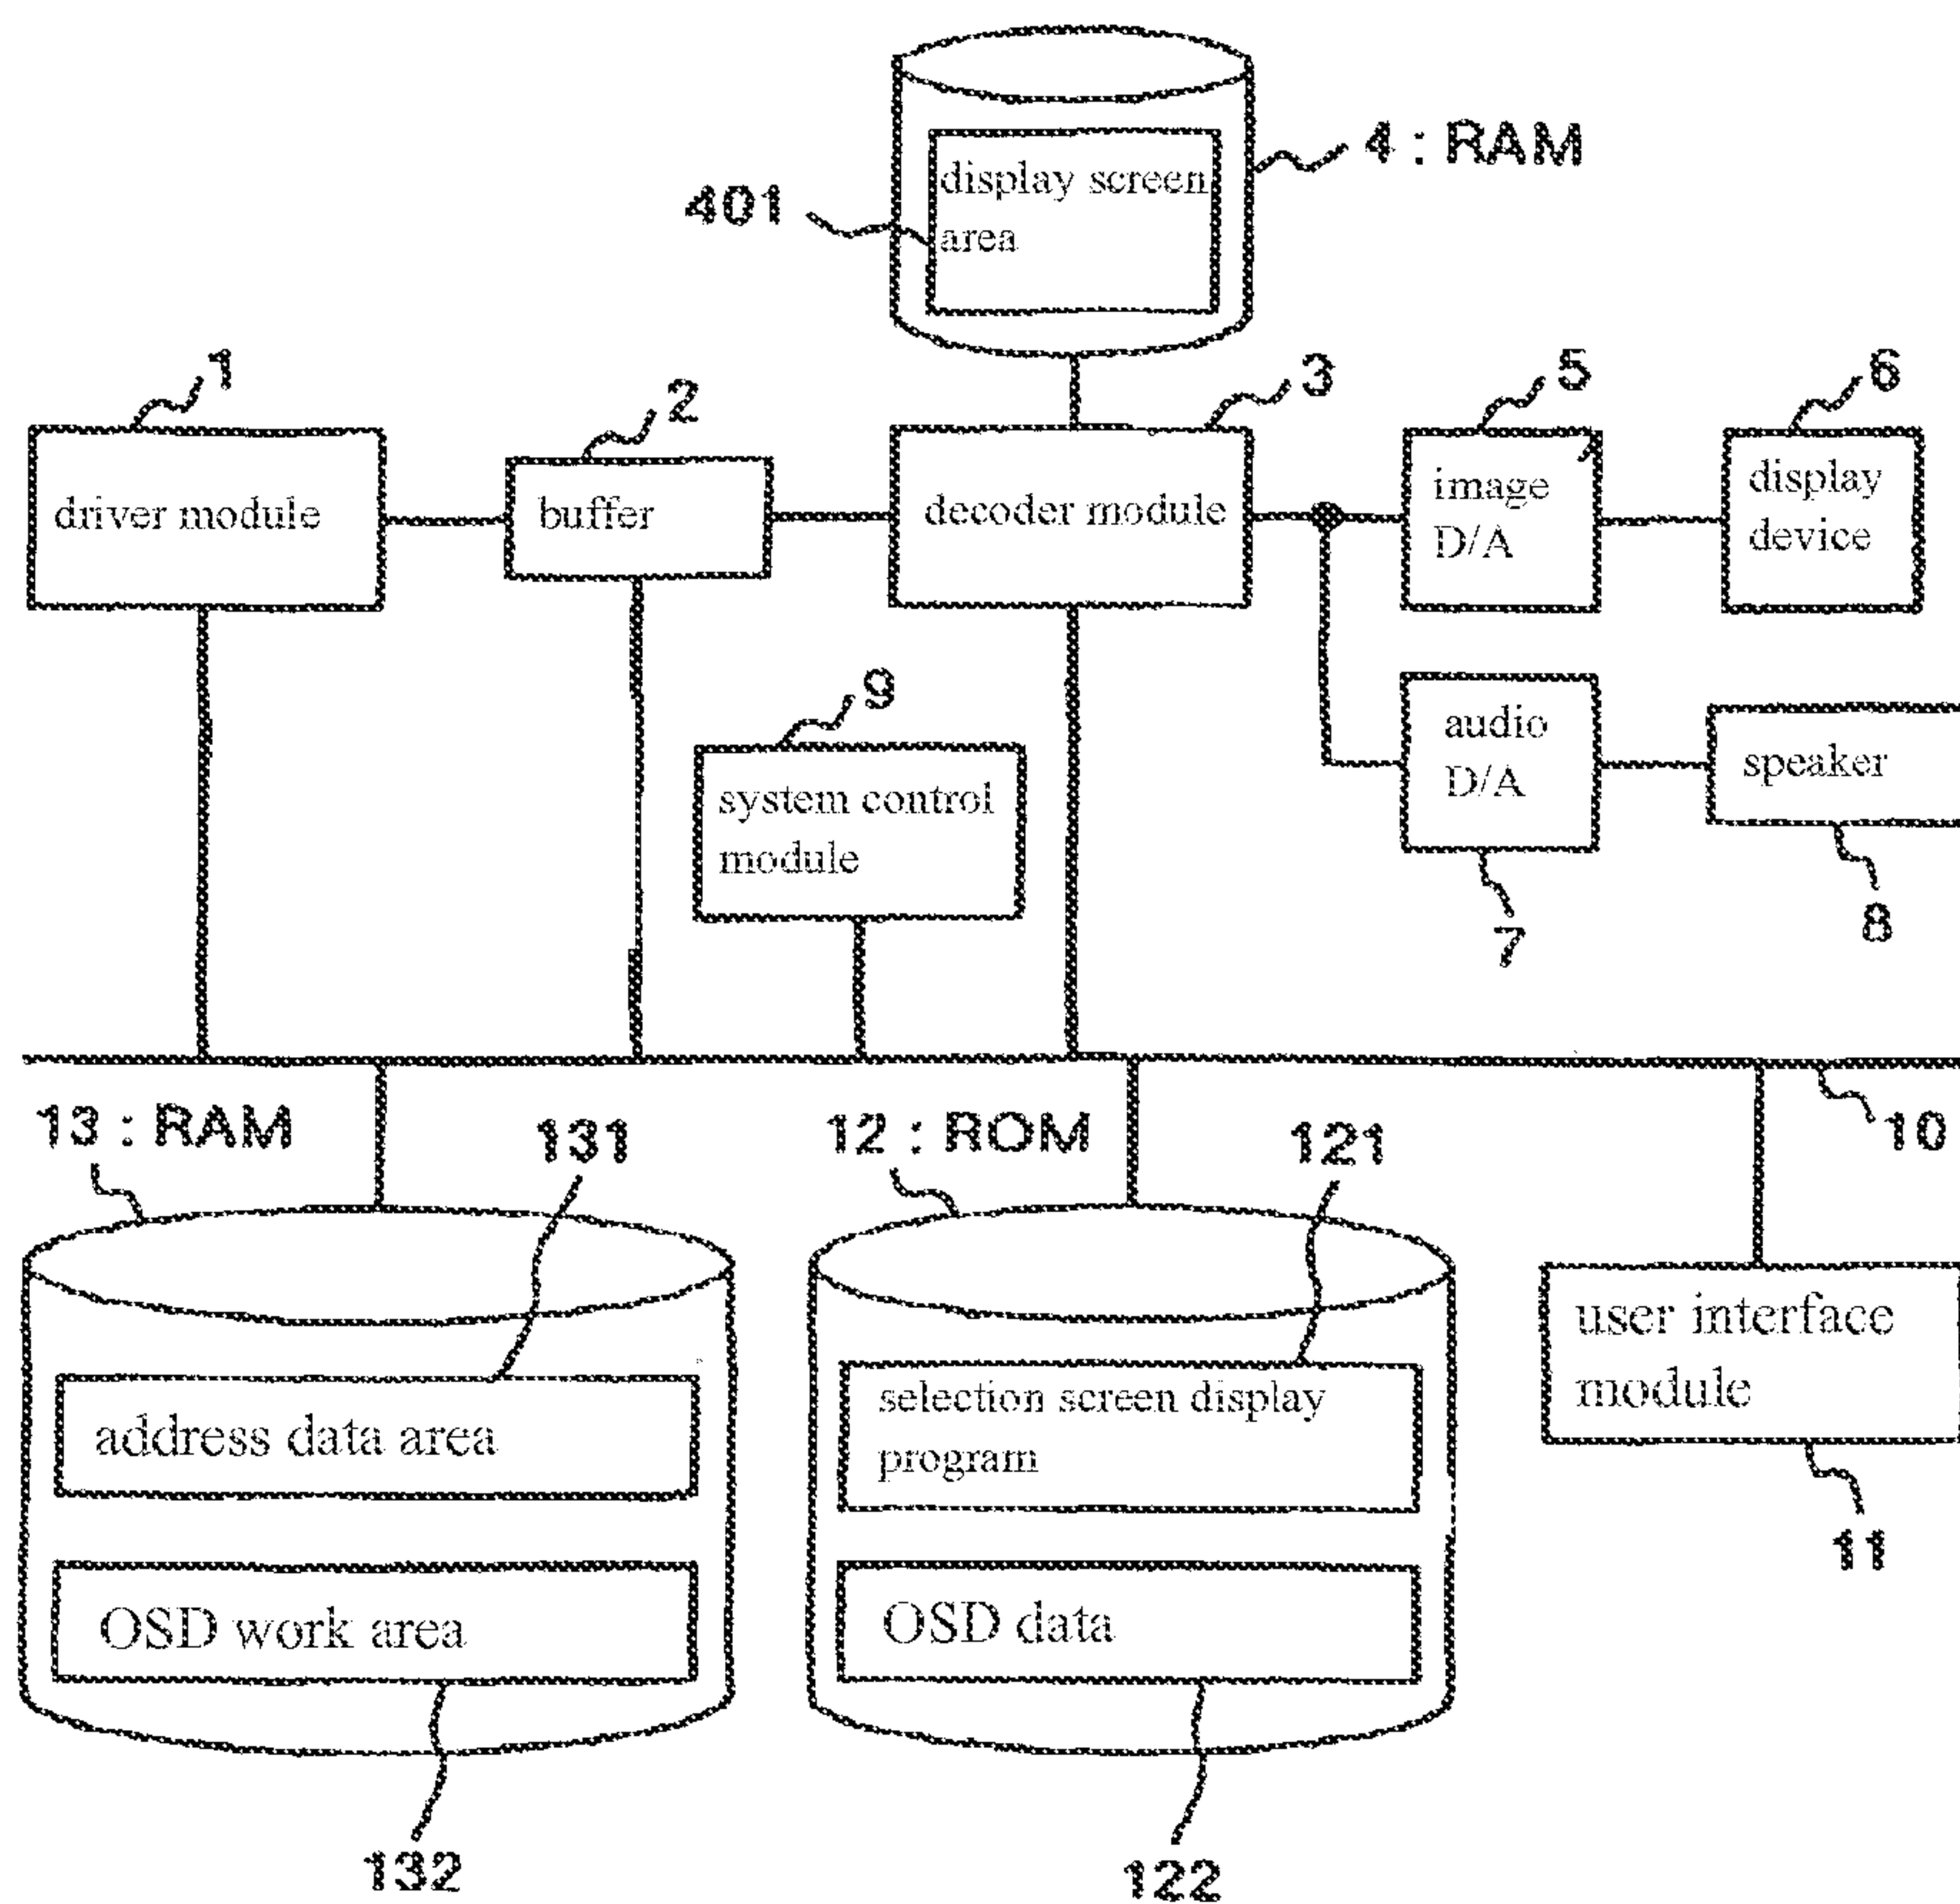 4 : RAM
401
display screen
area
1
2
3
5
6
driver module
buffer
decoder module
image
D/A
display
device
9
system control
module
audio
D/A
speaker
7
8
10
13 : RAM
131
12 : ROM
121
address data area
OSD work area
selection screen display
program
OSD data
user interface
module
11
132
122